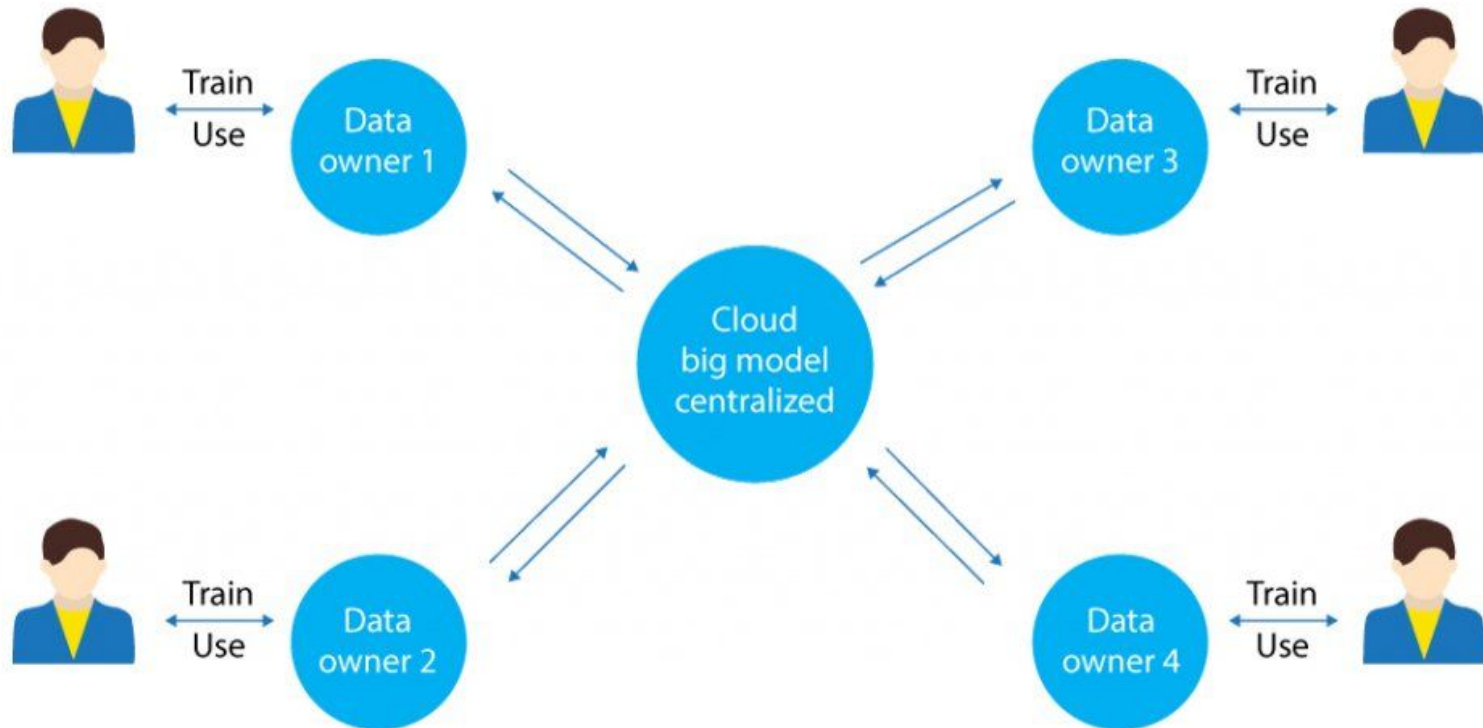 Train
Use
Data
owner 1
Data
owner 3
Train
Use
Cloud
big model
centralized
Train
Use
Data
owner 2
Data
owner 4
Train
Use